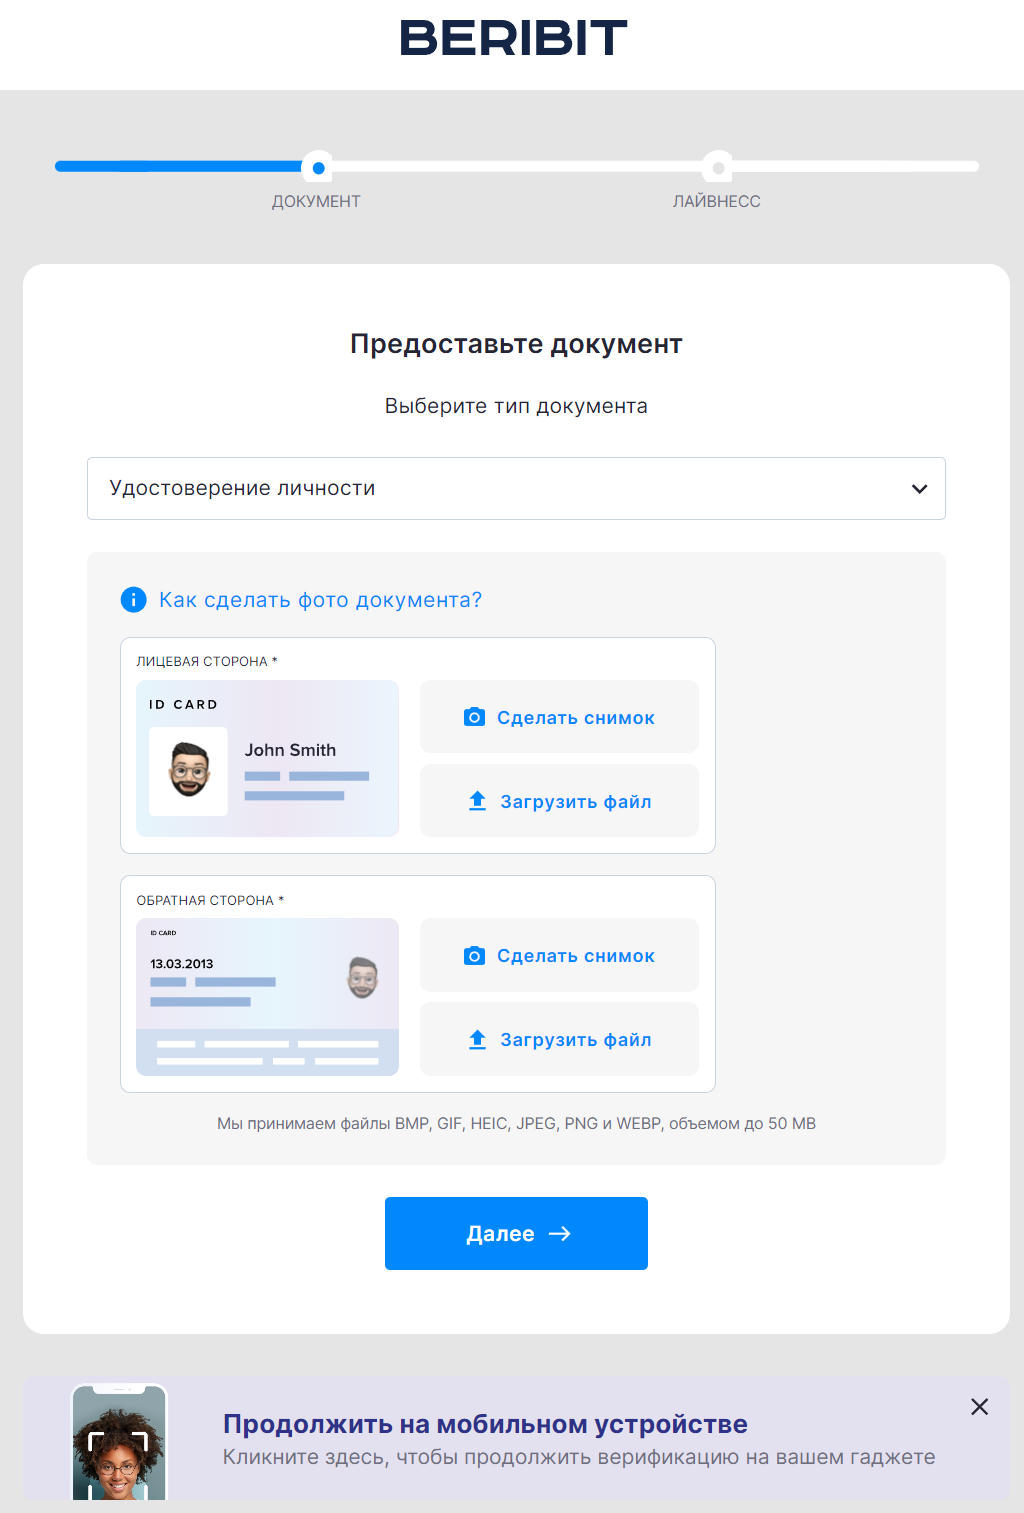 BERIBIT
ДОКУМЕНТ
ЛАЙВНЕСС
Предоставьте документ
Выберите тип документа
Удостоверение личности
Как сделать фото документа?
ЛИЦЕВАЯ СТОРОНА *
ID CARD
John Smith
Сделать снимок
Загрузить файл
ОБРАТНАЯ СТОРОНА *
ID CARD
13.03.2013
Сделать снимок
Загрузить файл
Мы принимаем файлы BMP, GIF, HEIC, JPEG, PNG и WEBP, объемом до 50 MB
Далее →
Продолжить на мобильном устройстве
Кликните здесь, чтобы продолжить верификацию на вашем гаджете